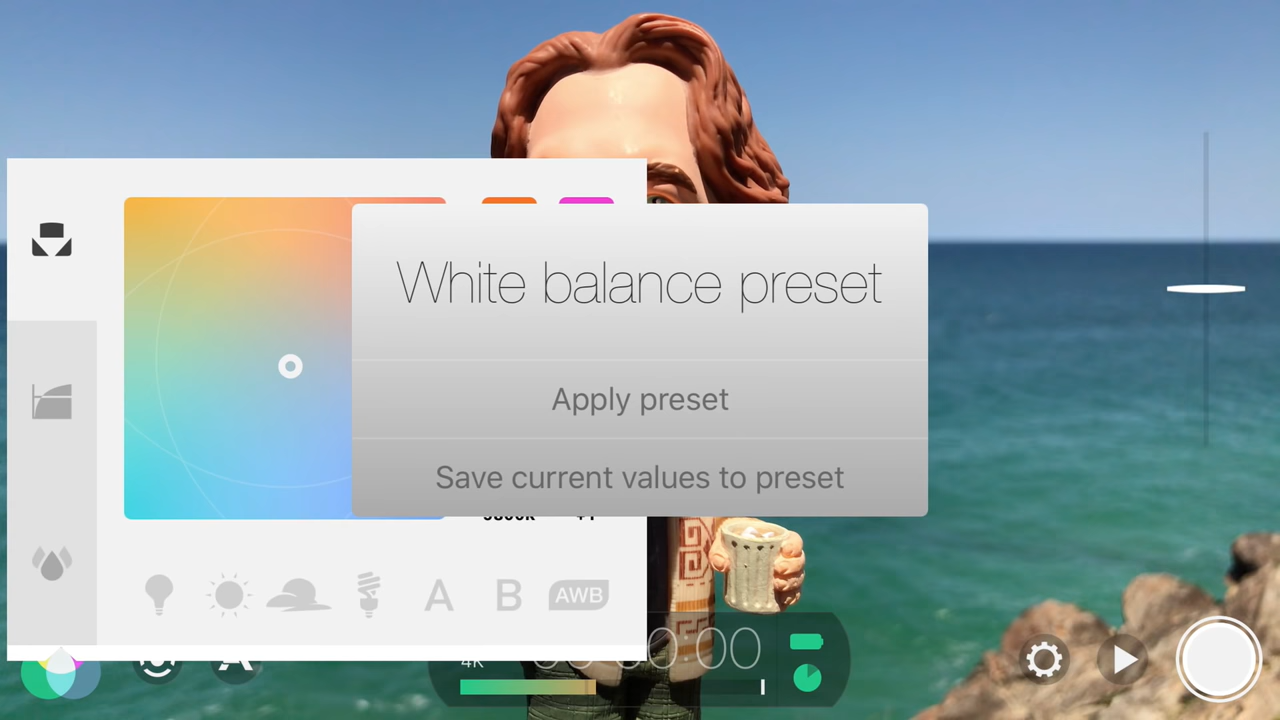 White balance preset
Apply preset
Save current values to preset
A B AWB
4K